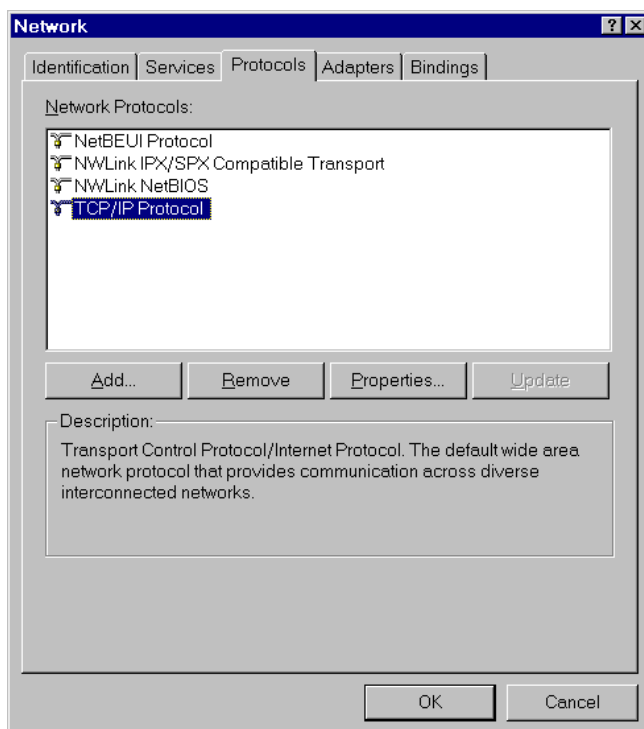 Network
Identification Services Protocols Adapters Bindings
Network Protocols:
NetBEUI Protocol
NWLink IPX/SPX Compatible Transport
NWLink NetBIOS
TCP/IP Protocol
Add... Remove Properties... Update
Description:
Transport Control Protocol/Internet Protocol. The default wide area
network protocol that provides communication across diverse
interconnected networks.
OK Cancel